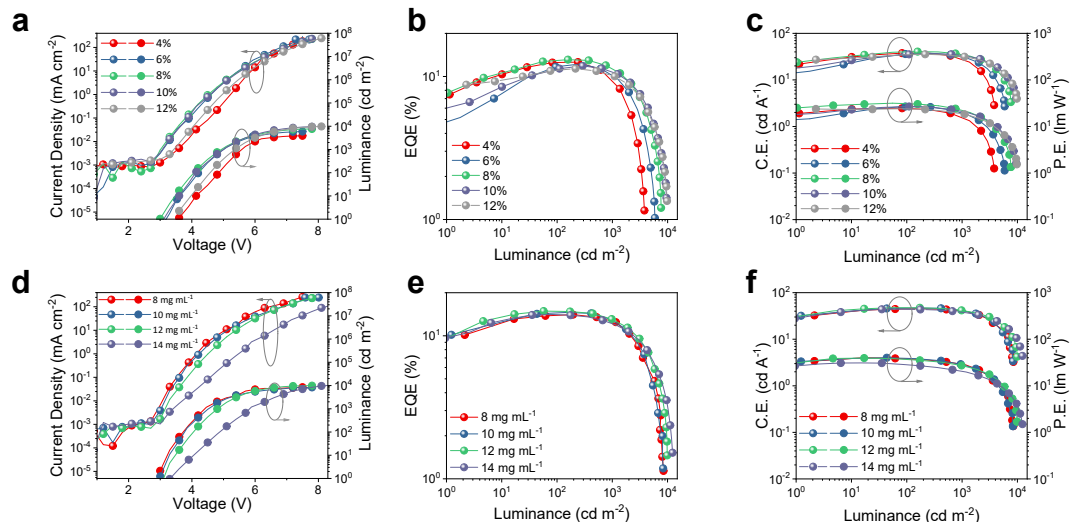 a
Current Density (mA cm⁻²)
10²
10¹
10⁰
10⁻¹
10⁻²
10⁻³
10⁻⁴
10⁻⁵
4%
6%
8%
10%
12%
2 4 6 8
Voltage (V)
10⁸
10⁷
10⁶
10⁵
10⁴
10³
10²
10¹
10⁰
Luminance (cd m⁻²)
b
EQE (%)
10¹
10⁰
4%
6%
8%
10%
12%
10⁰ 10¹ 10² 10³ 10⁴
Luminance (cd m⁻²)
c
C.E. (cd A⁻¹)
10²
10¹
10⁰
10⁻¹
10⁻²
4%
6%
8%
10%
12%
10⁰ 10¹ 10² 10³ 10⁴
Luminance (cd m⁻²)
10³
10²
10¹
10⁰
10⁻¹
P.E. (lm W⁻¹)
d
Current Density (mA cm⁻²)
10²
10¹
10⁰
10⁻¹
10⁻²
10⁻³
10⁻⁴
10⁻⁵
8 mg mL⁻¹
10 mg mL⁻¹
12 mg mL⁻¹
14 mg mL⁻¹
2 4 6 8
Voltage (V)
10⁸
10⁷
10⁶
10⁵
10⁴
10³
10²
10¹
10⁰
Luminance (cd m⁻²)
e
EQE (%)
10¹
10⁰
8 mg mL⁻¹
10 mg mL⁻¹
12 mg mL⁻¹
14 mg mL⁻¹
10⁰ 10¹ 10² 10³ 10⁴
Luminance (cd m⁻²)
f
C.E. (cd A⁻¹)
10²
10¹
10⁰
10⁻¹
10⁻²
8 mg mL⁻¹
10 mg mL⁻¹
12 mg mL⁻¹
14 mg mL⁻¹
10⁰ 10¹ 10² 10³ 10⁴
Luminance (cd m⁻²)
10³
10²
10¹
10⁰
10⁻¹
P.E. (lm W⁻¹)